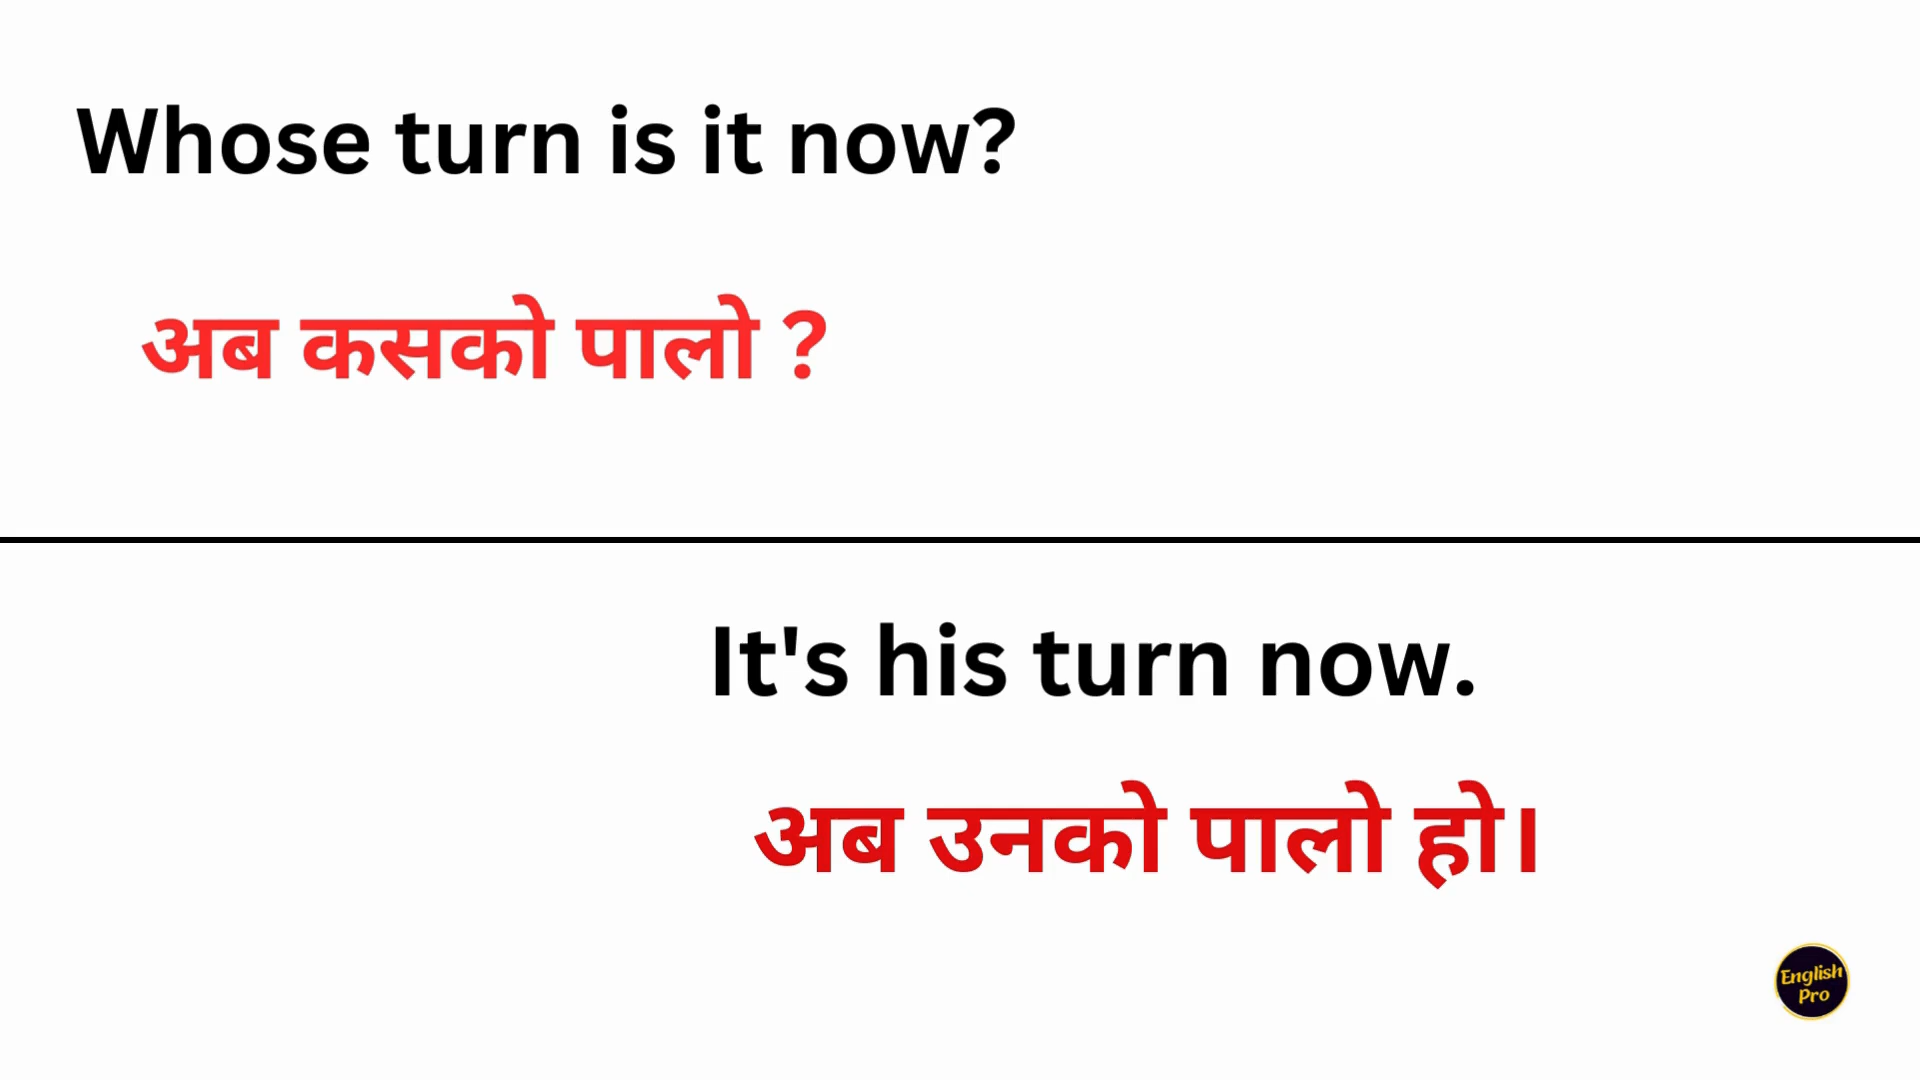 Whose turn is it now?
अब कसको पालो ?
It's his turn now.
अब उनको पालो हो।
English
Pro